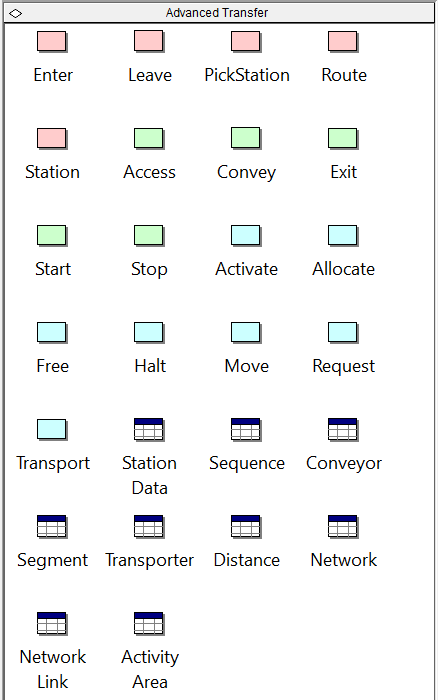 Advanced Transfer
Enter Leave PickStation Route
Station Access Convey Exit
Start Stop Activate Allocate
Free Halt Move Request
Transport Station Data Sequence Conveyor
Segment Transporter Distance Network
Network Link Activity Area